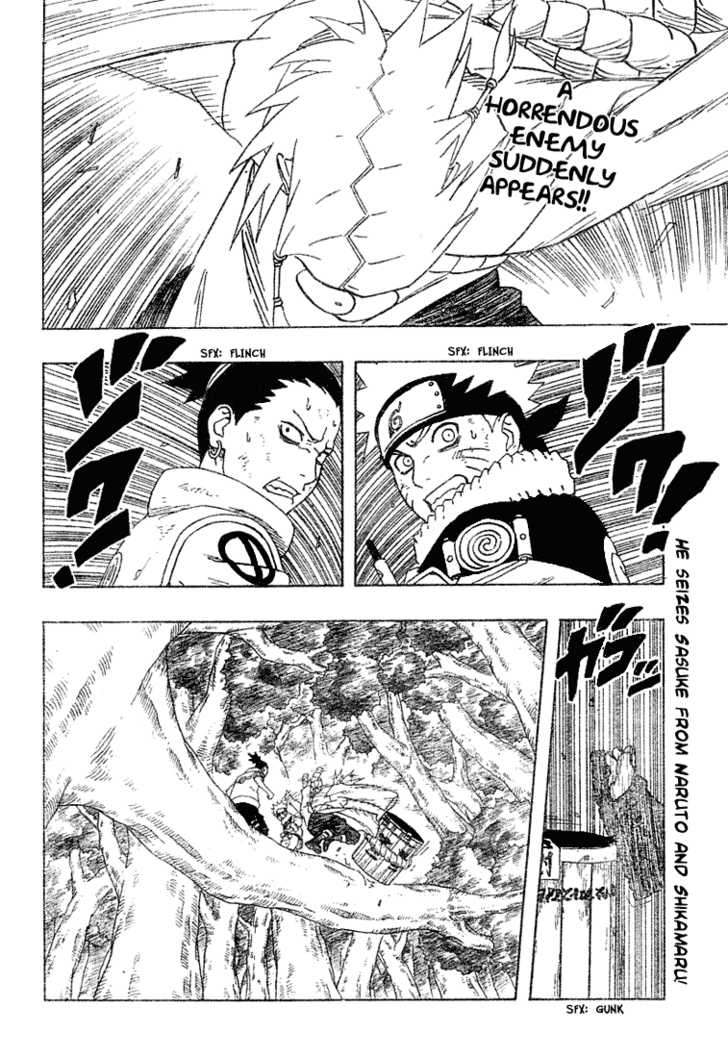 A
HORRENDOUS
ENEMY
SUDDENLY
APPEARS!!
SFX: FLINCH
SFX: FLINCH
ビクッ
ビクッ!
HE SEIZES SASUKE FROM NARUTO AND SHIKAMARU!
ガコッ
SFX: GUNK